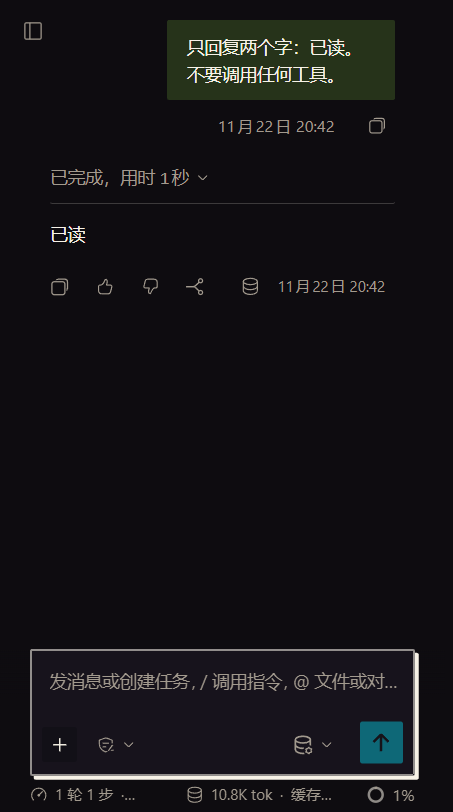 只回复两个字：已读。
不要调用任何工具。
11月22日 20:42
已完成，用时 1秒
已读
11月22日 20:42
发消息或创建任务, / 调用指令, @ 文件或对...
1 轮 1 步 ·...
10.8K tok · 缓存...
1%